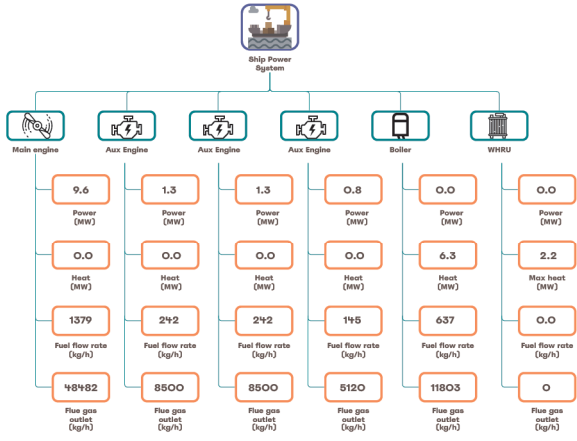 Ship Power
System
Main engine
Aux Engine
Aux Engine
Aux Engine
Boiler
WHRU
9.6
1.3
1.3
0.8
0.0
0.0
Power
(MW)
Power
(MW)
Power
(MW)
Power
(MW)
Power
(MW)
Power
(MW)
0.0
0.0
0.0
0.0
6.3
2.2
Heat
(MW)
Heat
(MW)
Heat
(MW)
Heat
(MW)
Heat
(MW)
Max heat
(MW)
1379
242
242
145
637
0.0
Fuel flow rate
(kg/h)
Fuel flow rate
(kg/h)
Fuel flow rate
(kg/h)
Fuel flow rate
(kg/h)
Fuel flow rate
(kg/h)
Fuel flow rate
(kg/h)
48482
8500
8500
5120
11803
0
Flue gas
outlet
(kg/h)
Flue gas
outlet
(kg/h)
Flue gas
outlet
(kg/h)
Flue gas
outlet
(kg/h)
Flue gas
outlet
(kg/h)
Flue gas
outlet
(kg/h)